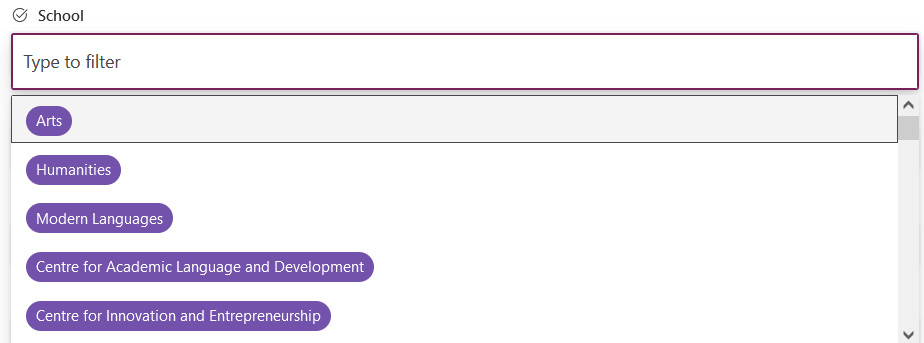 School
Type to filter
Arts
Humanities
Modern Languages
Centre for Academic Language and Development
Centre for Innovation and Entrepreneurship